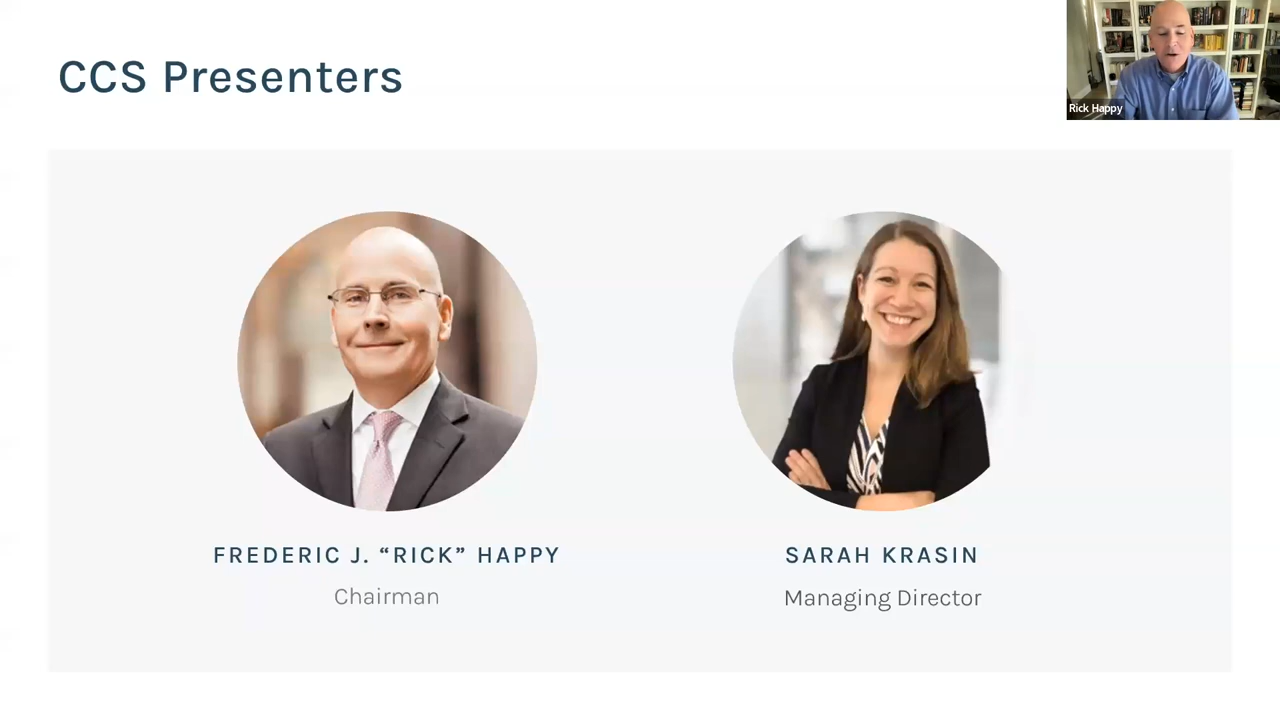 CCS Presenters
Rick Happy
FREDERIC J. “RICK” HAPPY
Chairman
SARAH KRASIN
Managing Director